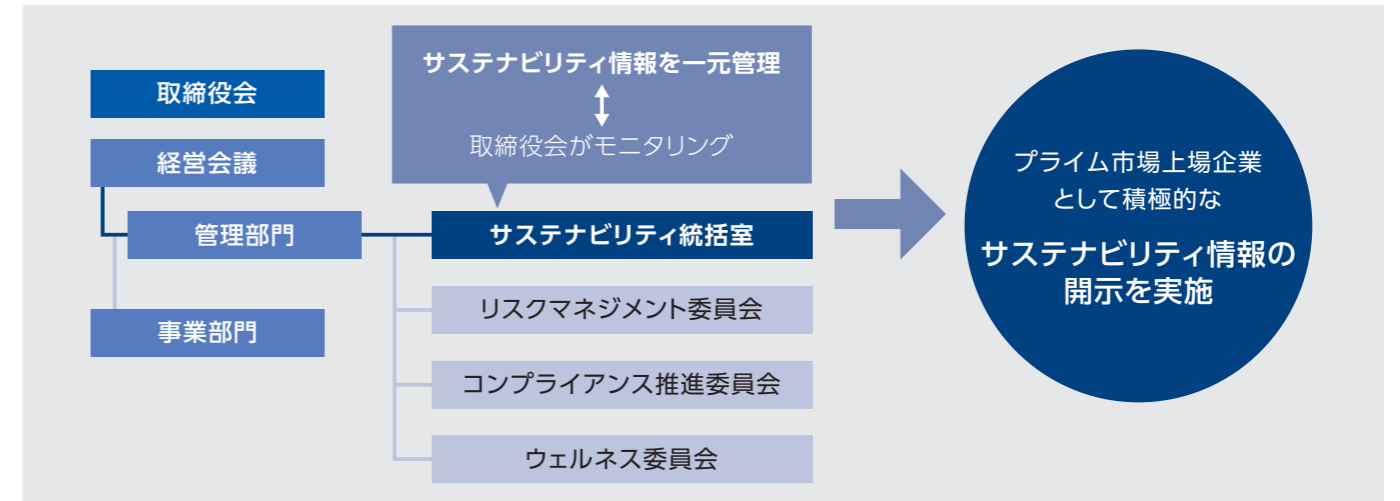 取締役会
経営会議
管理部門
事業部門
サステナビリティ情報を一元管理
取締役会がモニタリング
サステナビリティ統括室
リスクマネジメント委員会
コンプライアンス推進委員会
ウェルネス委員会
プライム市場上場企業
として積極的な
サステナビリティ情報の
開示を実施